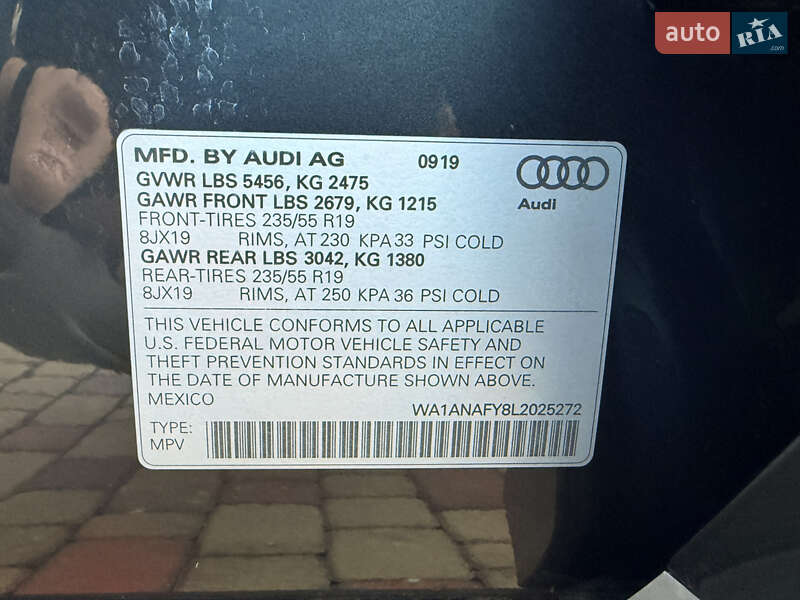 auto RIA.com
MFD. BY AUDI AG 0919
GVWR LBS 5456, KG 2475
GAWR FRONT LBS 2679, KG 1215
Audi
FRONT-TIRES 235/55 R19
8JX19 RIMS, AT 230 KPA 33 PSI COLD
GAWR REAR LBS 3042, KG 1380
REAR-TIRES 235/55 R19
8JX19 RIMS, AT 250 KPA 36 PSI COLD
THIS VEHICLE CONFORMS TO ALL APPLICABLE
U.S. FEDERAL MOTOR VEHICLE SAFETY AND
THEFT PREVENTION STANDARDS IN EFFECT ON
THE DATE OF MANUFACTURE SHOWN ABOVE.
MEXICO WA1ANAFY8L2025272
TYPE:
MPV